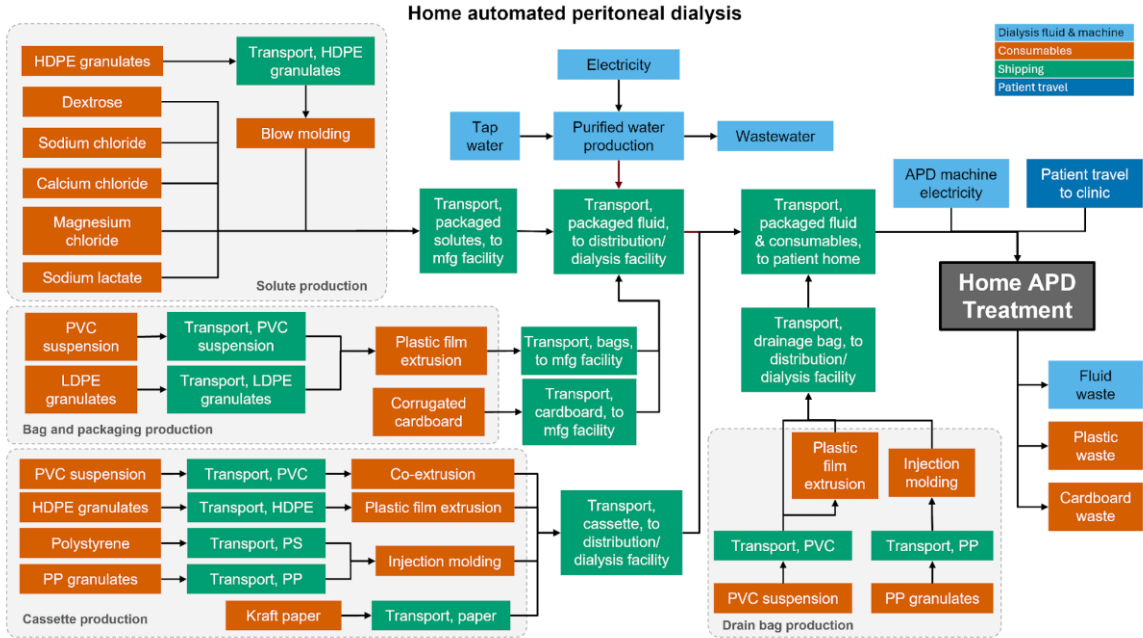 Home automated peritoneal dialysis
Dialysis fluid & machine
Consumables
Shipping
Patient travel
HDPE granulates
Transport, HDPE
granulates
Dextrose
Sodium chloride
Blow molding
Calcium chloride
Magnesium
chloride
Sodium lactate
Solute production
Electricity
Tap
water
Purified water
production
Wastewater
Transport,
packaged
solutes, to
mfg facility
Transport,
packaged fluid,
to distribution/
dialysis facility
Transport,
packaged fluid
& consumables,
to patient home
APD machine
electricity
Patient travel
to clinic
Home APD
Treatment
PVC
suspension
Transport, PVC
suspension
LDPE
granulates
Transport, LDPE
granulates
Plastic film
extrusion
Corrugated
cardboard
Bag and packaging production
Transport, bags,
to mfg facility
Transport,
cardboard, to
mfg facility
Transport,
drainage bag, to
distribution/
dialysis facility
Fluid
waste
Plastic
waste
Cardboard
waste
PVC suspension
Transport, PVC
Co-extrusion
HDPE granulates
Transport, HDPE
Plastic film extrusion
Polystyrene
Transport, PS
Injection molding
PP granulates
Transport, PP
Kraft paper
Transport, paper
Cassette production
Transport,
cassette, to
distribution/
dialysis facility
Plastic
film
extrusion
Injection
molding
Transport, PVC
Transport, PP
PVC suspension
PP granulates
Drain bag production